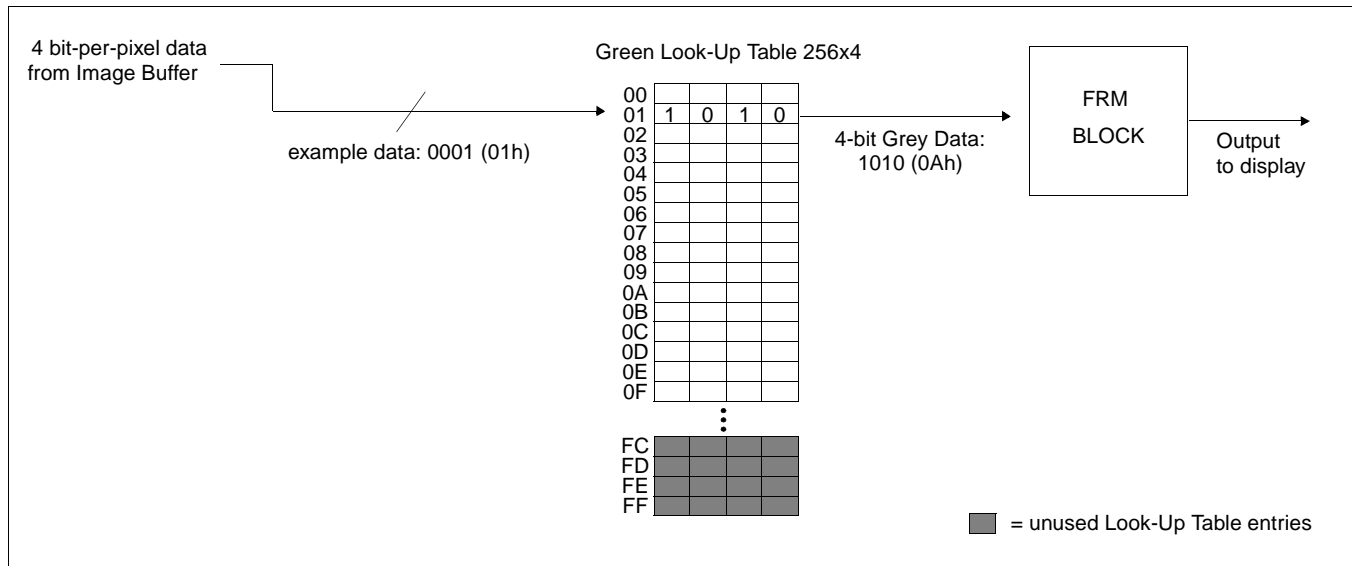 4 bit-per-pixel data
from Image Buffer
example data: 0001 (01h)
Green Look-Up Table 256x4
00
01 1 0 1 0
02
03
04
05
06
07
08
09
0A
0B
0C
0D
0E
0F
FC
FD
FE
FF
4-bit Grey Data:
1010 (0Ah)
FRM
BLOCK
Output
to display
= unused Look-Up Table entries